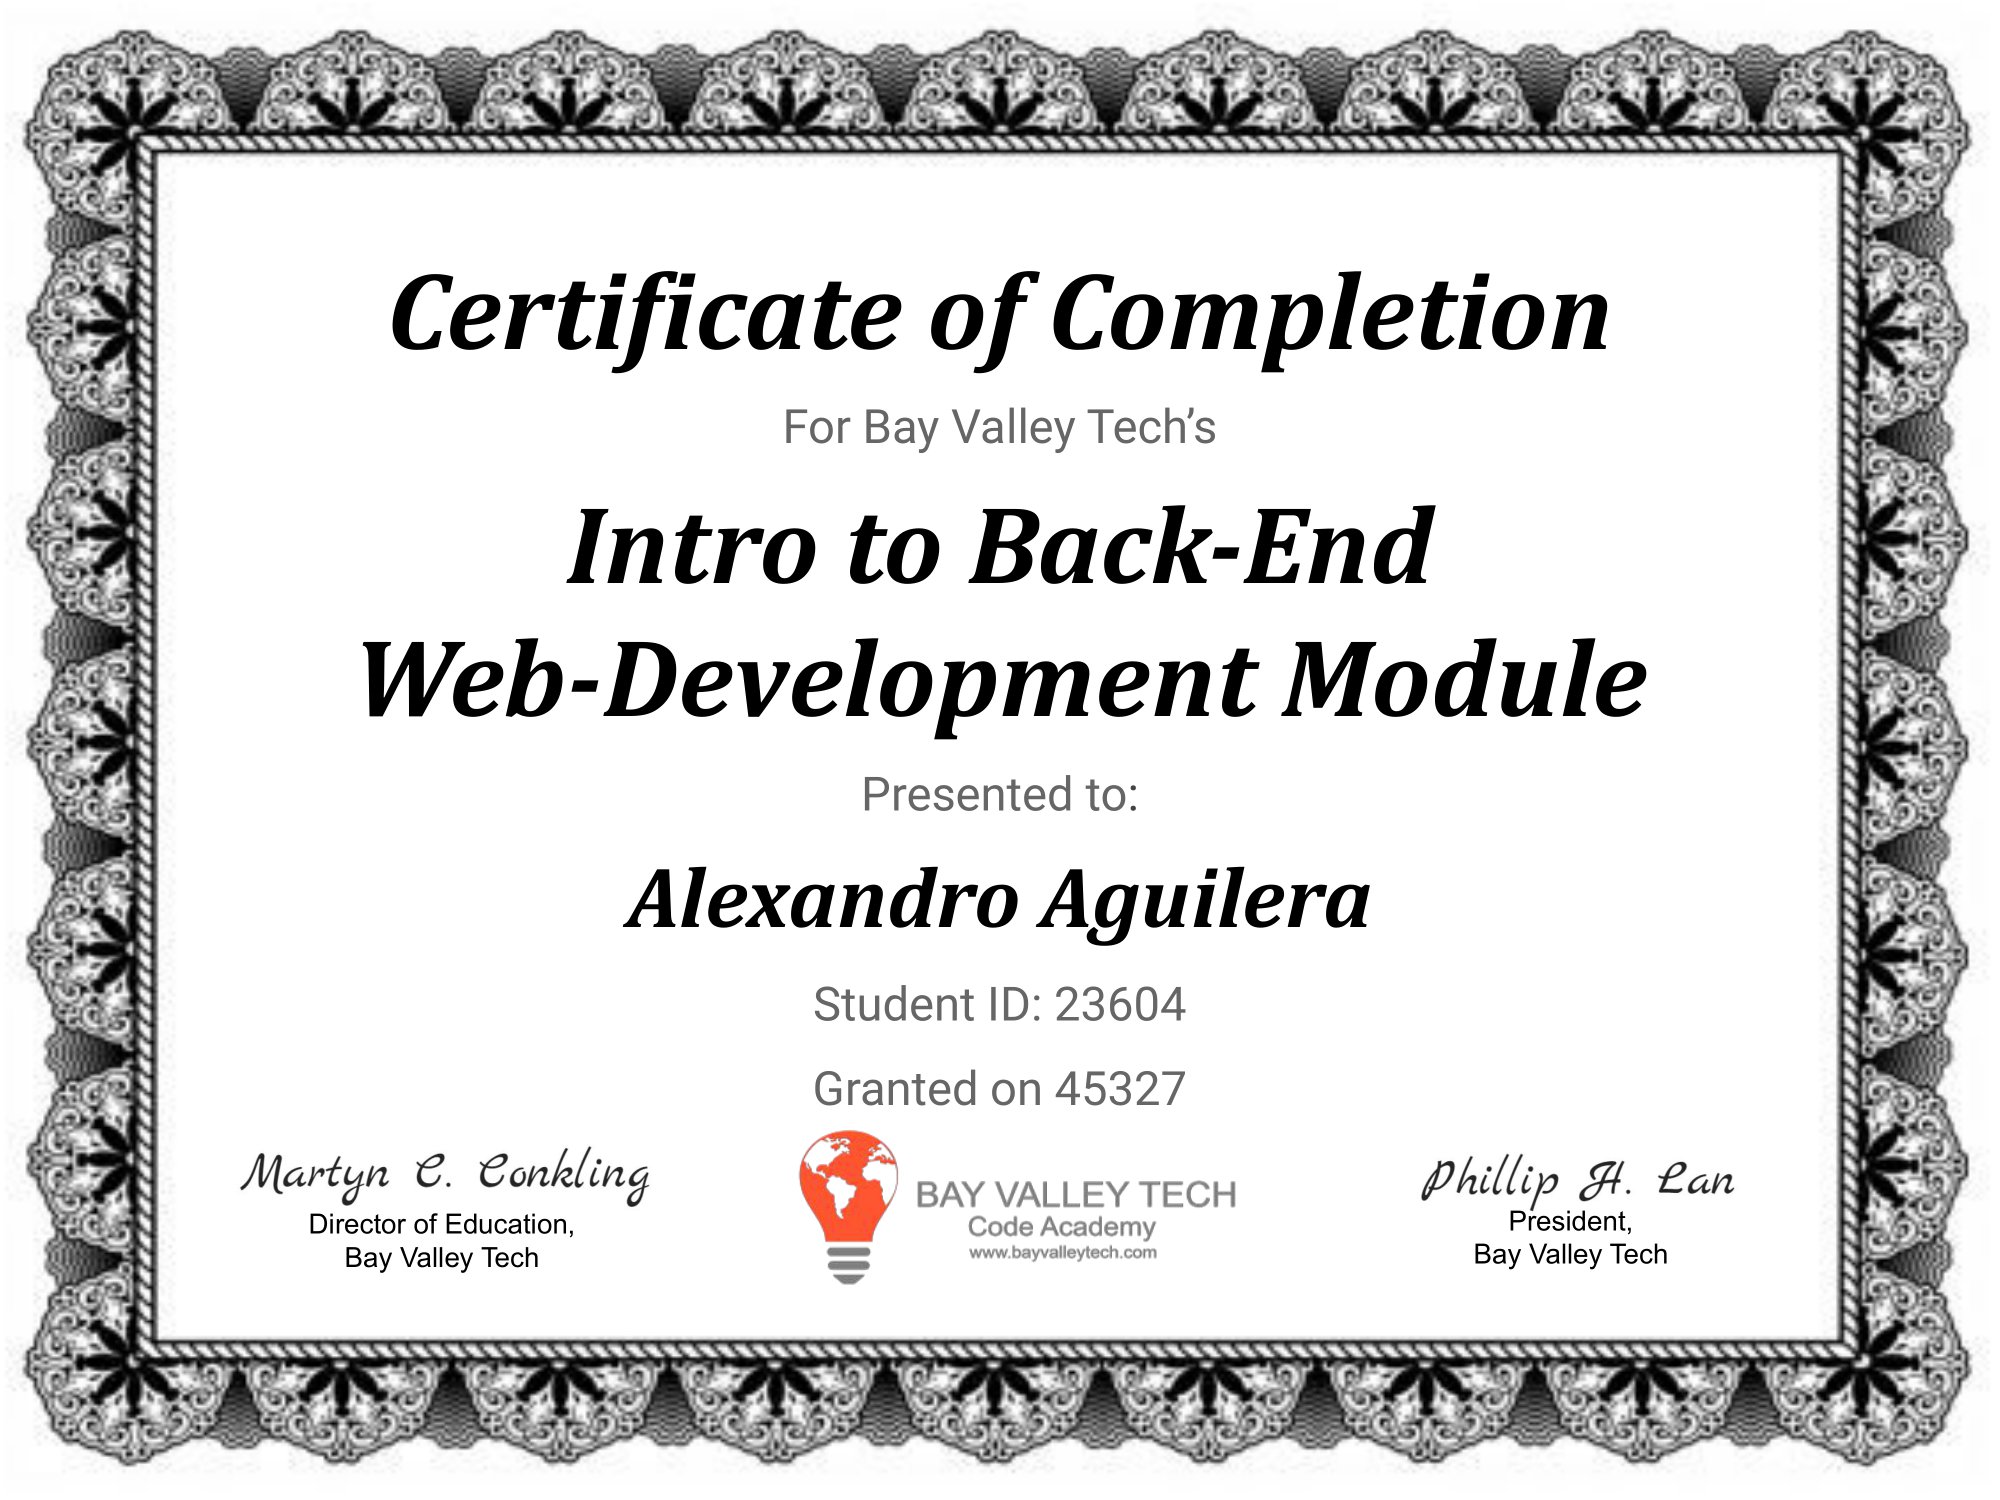 Certificate of Completion
For Bay Valley Tech’s
Intro to Back-End
Web-Development Module
Presented to:
Alexandro Aguilera
Student ID: 23604
Granted on 45327
Martyn C. Conkling
Director of Education,
Bay Valley Tech
BAY VALLEY TECH
Code Academy
www.bayvalleytech.com
Phillip H. Lan
President,
Bay Valley Tech